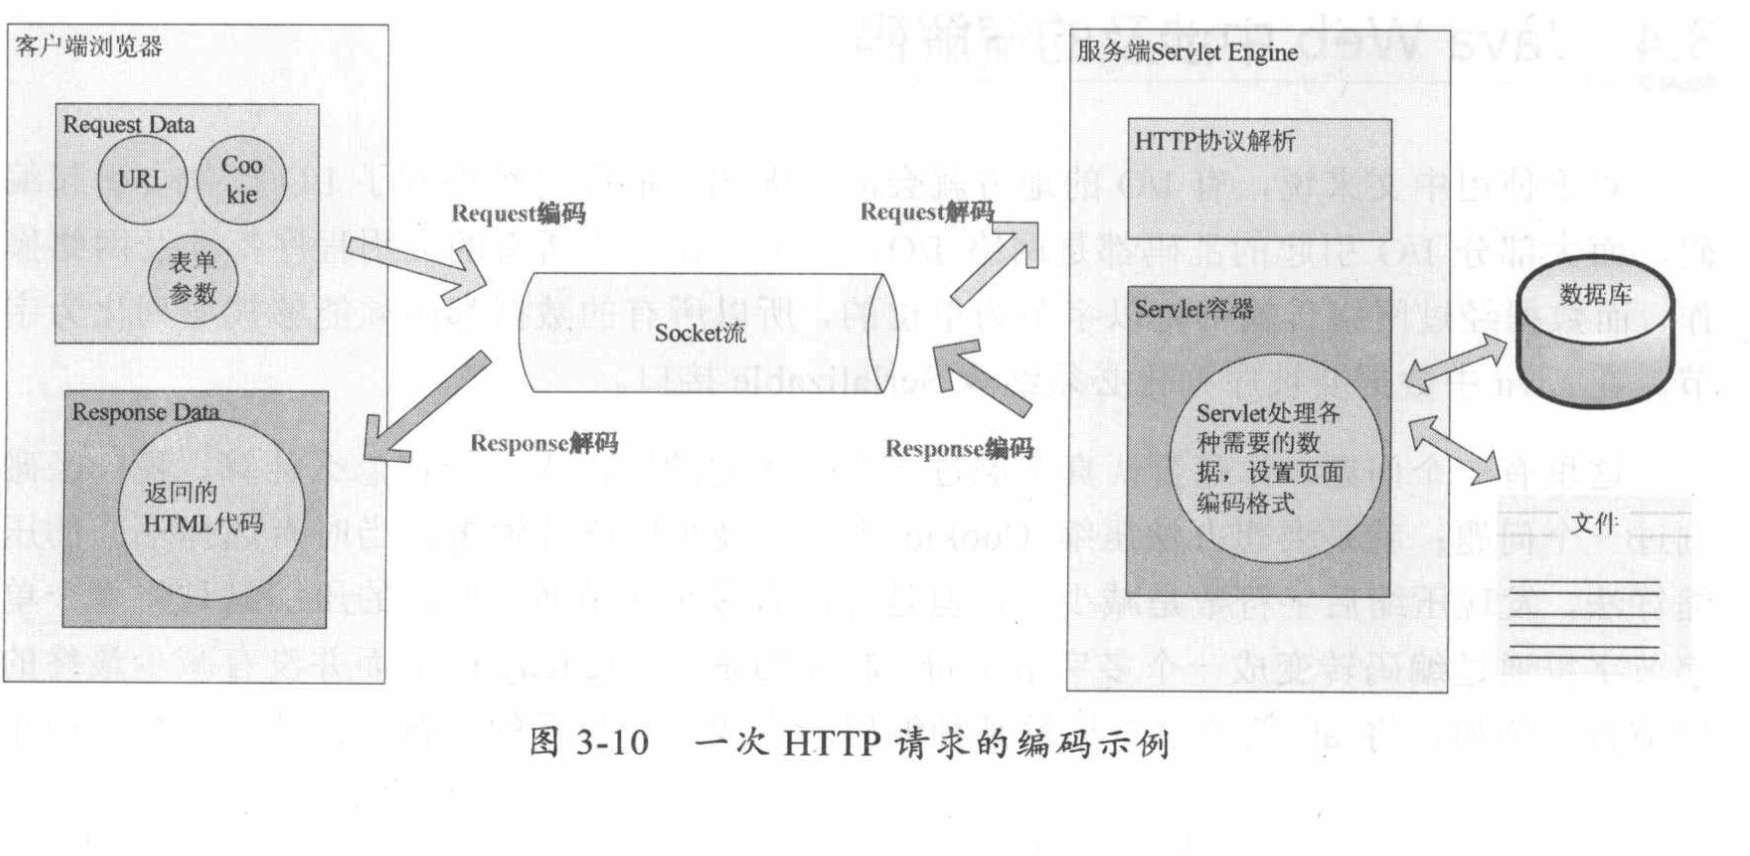 客户端浏览器
Request Data
URL
Coo
kie
表单
参数
Response Data
返回的
HTML代码
Request编码
Response解码
Socket流
Request解码
Response编码
服务端Servlet Engine
HTTP协议解析
Servlet容器
Servlet处理各
种需要的数
据，设置页面
编码格式
数据库
文件
图 3-10 一次 HTTP 请求的编码示例